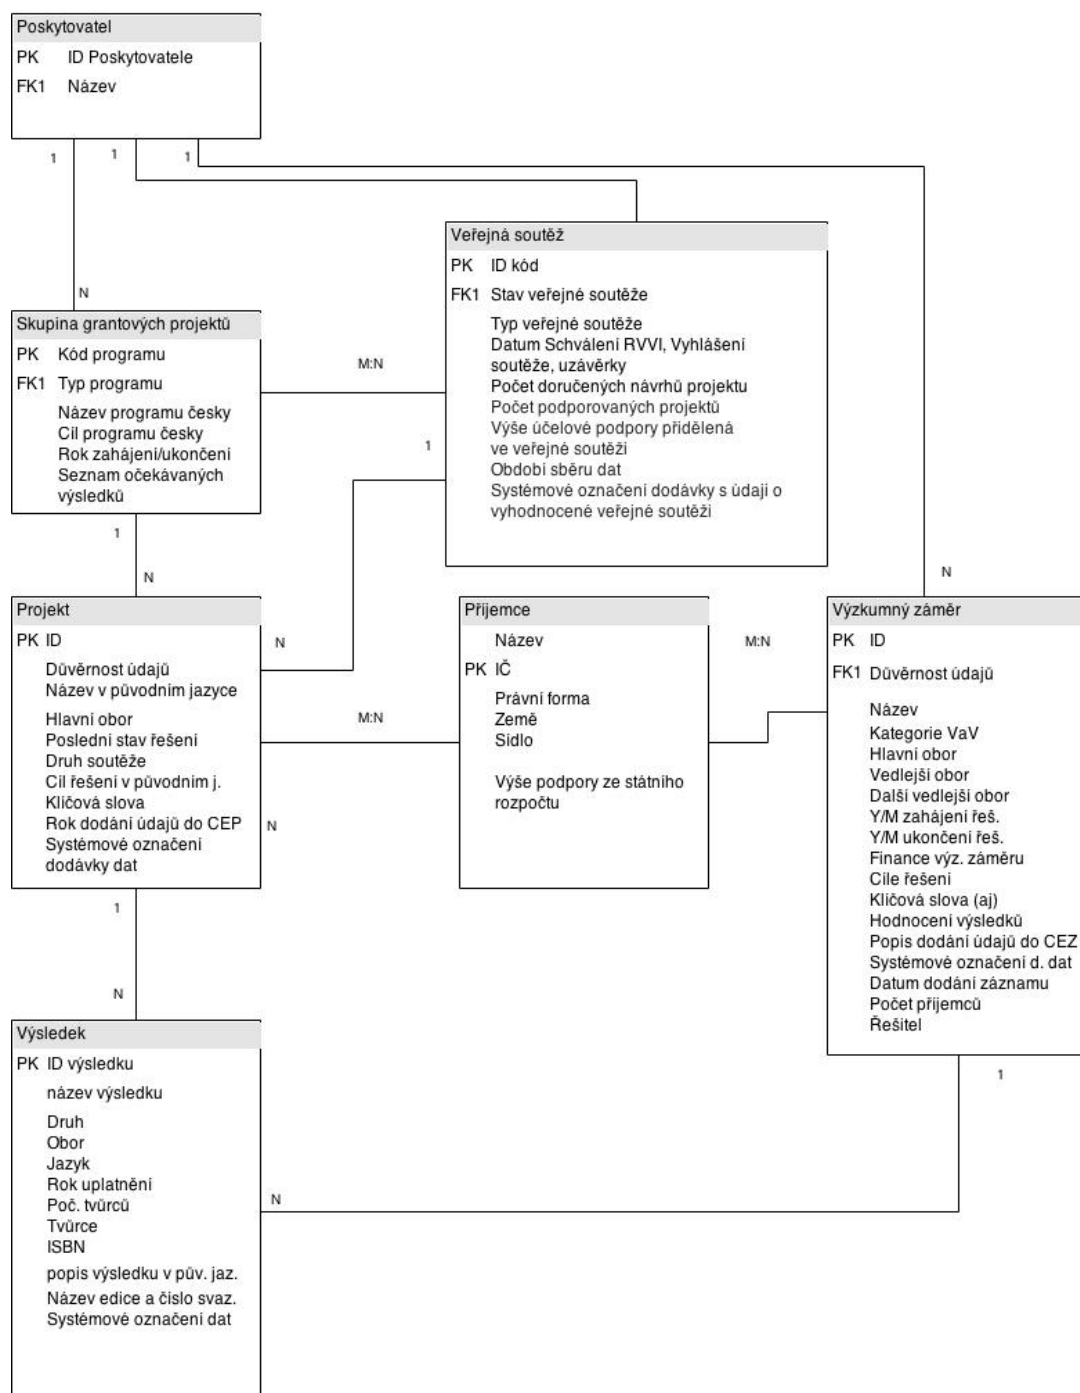 Poskytovatel
PK ID Poskytovatele
FK1 Název
1
1
1
N
Veřejná soutěž
PK ID kód
FK1 Stav veřejné soutěže
Typ veřejné soutěže
Datum Schválení RVVI, Vyhlášení
soutěže, uzávěrky
Počet doručených návrhů projektu
Počet podporovaných projektů
Výše účelové podpory přidělená
ve veřejné soutěži
Období sběru dat
Systémové označení dodávky s údaji o
vyhodnocené veřejné soutěži
Skupina grantových projektů
PK Kód programu
FK1 Typ programu
Název programu česky
Cíl programu česky
Rok zahájení/ukončení
Seznam očekávaných
výsledků
M:N
1
1
N
N
Projekt
PK ID
Důvěrnost údajů
Název v původním jazyce
Hlavní obor
Poslední stav řešení
Druh soutěže
Cíl řešení v původním j.
Klíčová slova
Rok dodání údajů do CEP
Systémové označení
dodávky dat
N
M:N
N
Příjemce
Název
PK IČ
Právní forma
Země
Sídlo
Výše podpory ze státního
rozpočtu
M:N
Výzkumný záměr
PK ID
FK1 Důvěrnost údajů
Název
Kategorie VaV
Hlavní obor
Vedlejší obor
Další vedlejší obor
Y/M zahájení řeš.
Y/M ukončení řeš.
Finance výz. záměru
Cíle řešení
Klíčová slova (aj)
Hodnocení výsledků
Popis dodání údajů do CEZ
Systémové označení d. dat
Datum dodání záznamu
Počet příjemců
Řešitel
1
1
N
Výsledek
PK ID výsledku
název výsledku
Druh
Obor
Jazyk
Rok uplatnění
Poč. tvůrců
Tvůrce
ISBN
popis výsledku v pův. jaz.
Název edice a číslo svaz.
Systémové označení dat
N